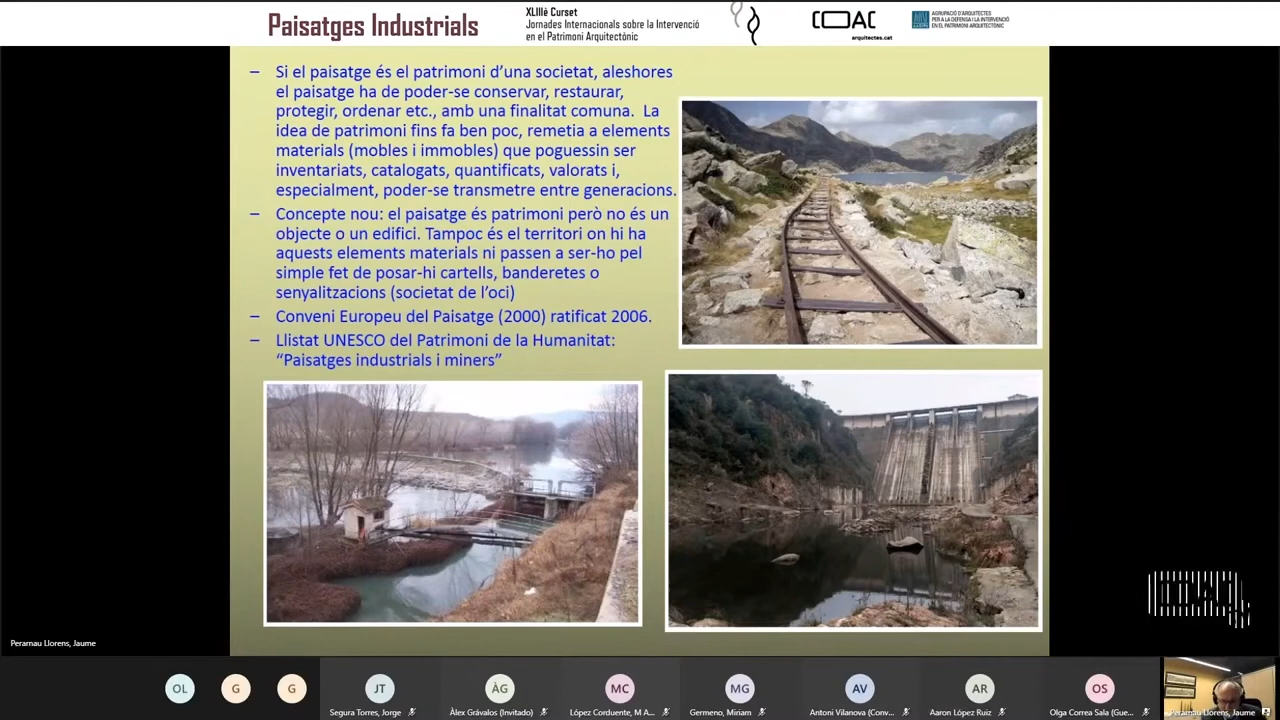 Paisatges Industrials
XLIIIè Curset
Jornades Internacionals sobre la Intervenció
en el Patrimoni Arquitectònic
COAC
arquitectes.cat
AGRUPACIÓ D'ARQUITECTES
PER A LA DEFENSA I LA INTERVENCIÓ
EN EL PATRIMONI ARQUITECTÒNIC
– Si el paisatge és el patrimoni d'una societat, aleshores
el paisatge ha de poder-se conservar, restaurar,
protegir, ordenar etc., amb una finalitat comuna. La
idea de patrimoni fins fa ben poc, remetia a elements
materials (mobles i immobles) que poguessin ser
inventariats, catalogats, quantificats, valorats i,
especialment, poder-se transmetre entre generacions.
– Concepte nou: el paisatge és patrimoni però no és un
objecte o un edifici. Tampoc és el territori on hi ha
aquests elements materials ni passen a ser-ho pel
simple fet de posar-hi cartells, banderetes o
senyalitzacions (societat de l'oci)
– Conveni Europeu del Paisatge (2000) ratificat 2006.
– Llistat UNESCO del Patrimoni de la Humanitat:
"Paisatges industrials i miners"
Perarnau Llorens, Jaume
OL
G
G
JT
Segura Torres, Jorge
ÀG
Àlex Grávalos (Invitado)
MC
López Corduente, M A...
MG
Germeno, Miriam
AV
Antoni Vilanova (Conv...
AR
Aaron López Ruiz
OS
Olga Correa Sala (Gue...
Perarnau Llorens, Jaume